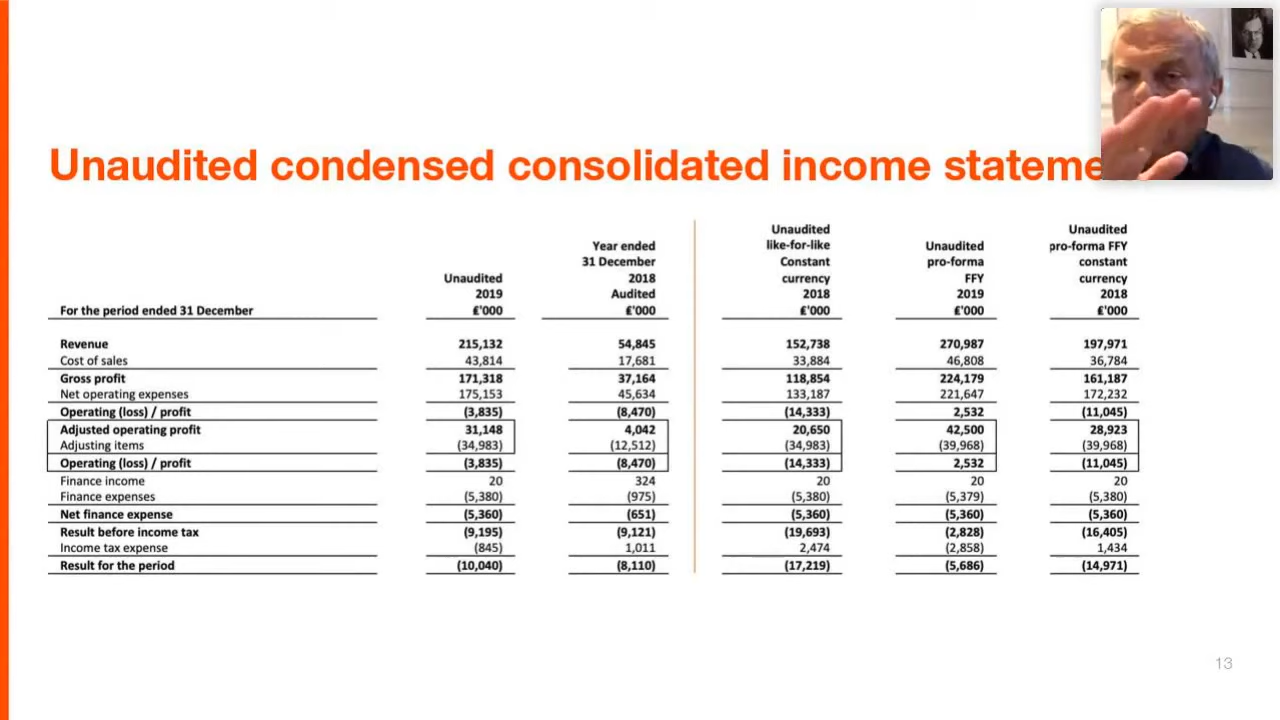 Unaudited condensed consolidated income stateme
Unaudited 2019 £'000
Year ended 31 December 2018 Audited £'000
Unaudited like-for-like Constant currency 2018 £'000
Unaudited pro-forma FFY 2019 £'000
Unaudited pro-forma FFY constant currency 2018 £'000
For the period ended 31 December
Revenue 215,132 54,845 152,738 270,987 197,971
Cost of sales 43,814 17,681 33,884 46,808 36,784
Gross profit 171,318 37,164 118,854 224,179 161,187
Net operating expenses 175,153 45,634 133,187 221,647 172,232
Operating (loss) / profit (3,835) (8,470) (14,333) 2,532 (11,045)
Adjusted operating profit 31,148 4,042 20,650 42,500 28,923
Adjusting items (34,983) (12,512) (34,983) (39,968) (39,968)
Operating (loss) / profit (3,835) (8,470) (14,333) 2,532 (11,045)
Finance income 20 324 20 20 20
Finance expenses (5,380) (975) (5,380) (5,379) (5,380)
Net finance expense (5,360) (651) (5,360) (5,360) (5,360)
Result before income tax (9,195) (9,121) (19,693) (2,828) (16,405)
Income tax expense (845) 1,011 2,474 (2,858) 1,434
Result for the period (10,040) (8,110) (17,219) (5,686) (14,971)
13